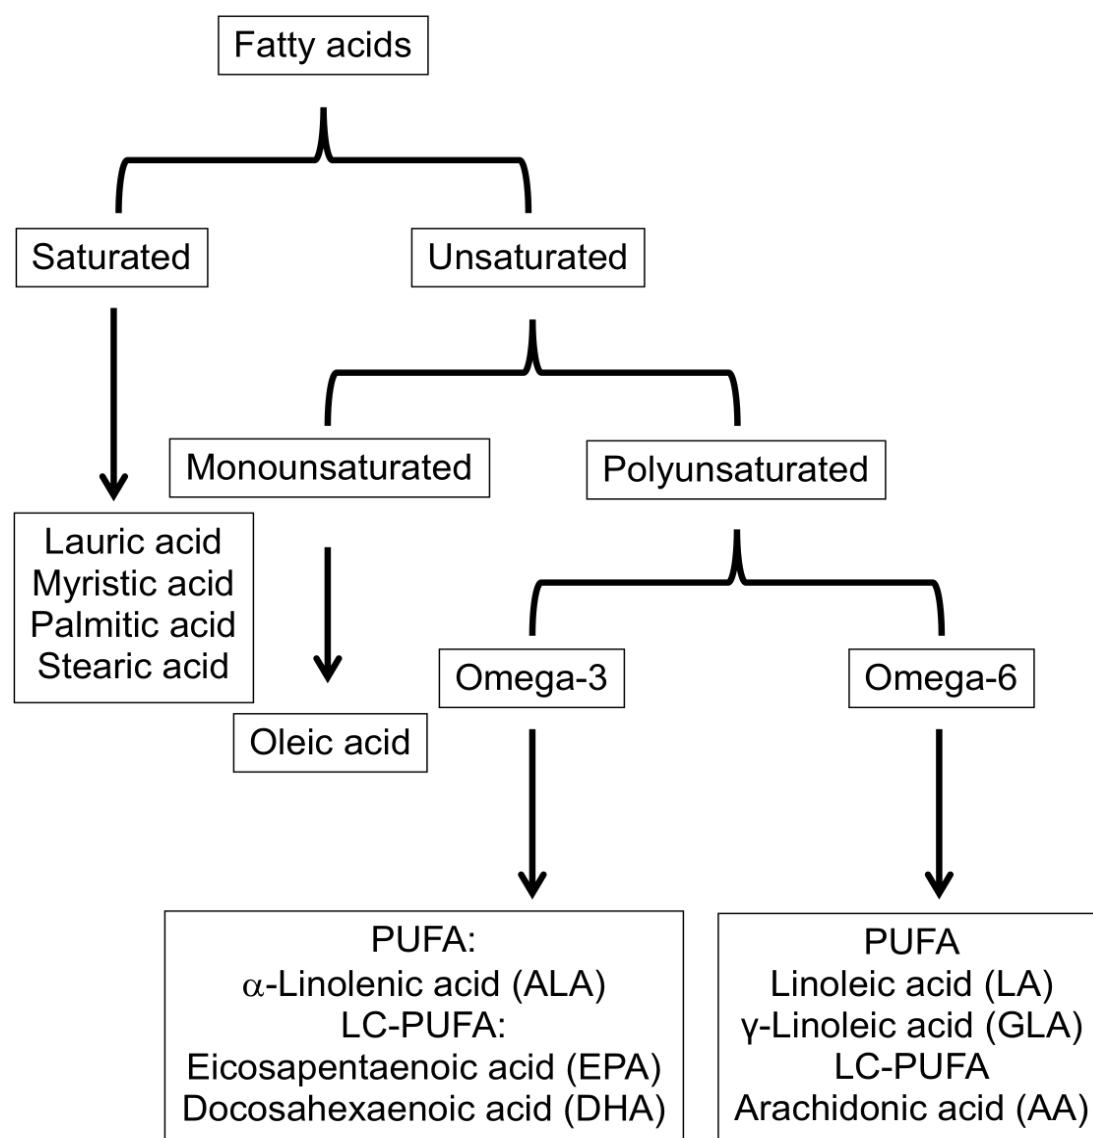 Fatty acids
Saturated
Unsaturated
Monounsaturated
Polyunsaturated
Lauric acid
Myristic acid
Palmitic acid
Stearic acid
Omega-3
Omega-6
Oleic acid
PUFA:
α-Linolenic acid (ALA)
LC-PUFA:
Eicosapentaenoic acid (EPA)
Docosahexaenoic acid (DHA)
PUFA
Linoleic acid (LA)
γ-Linoleic acid (GLA)
LC-PUFA
Arachidonic acid (AA)